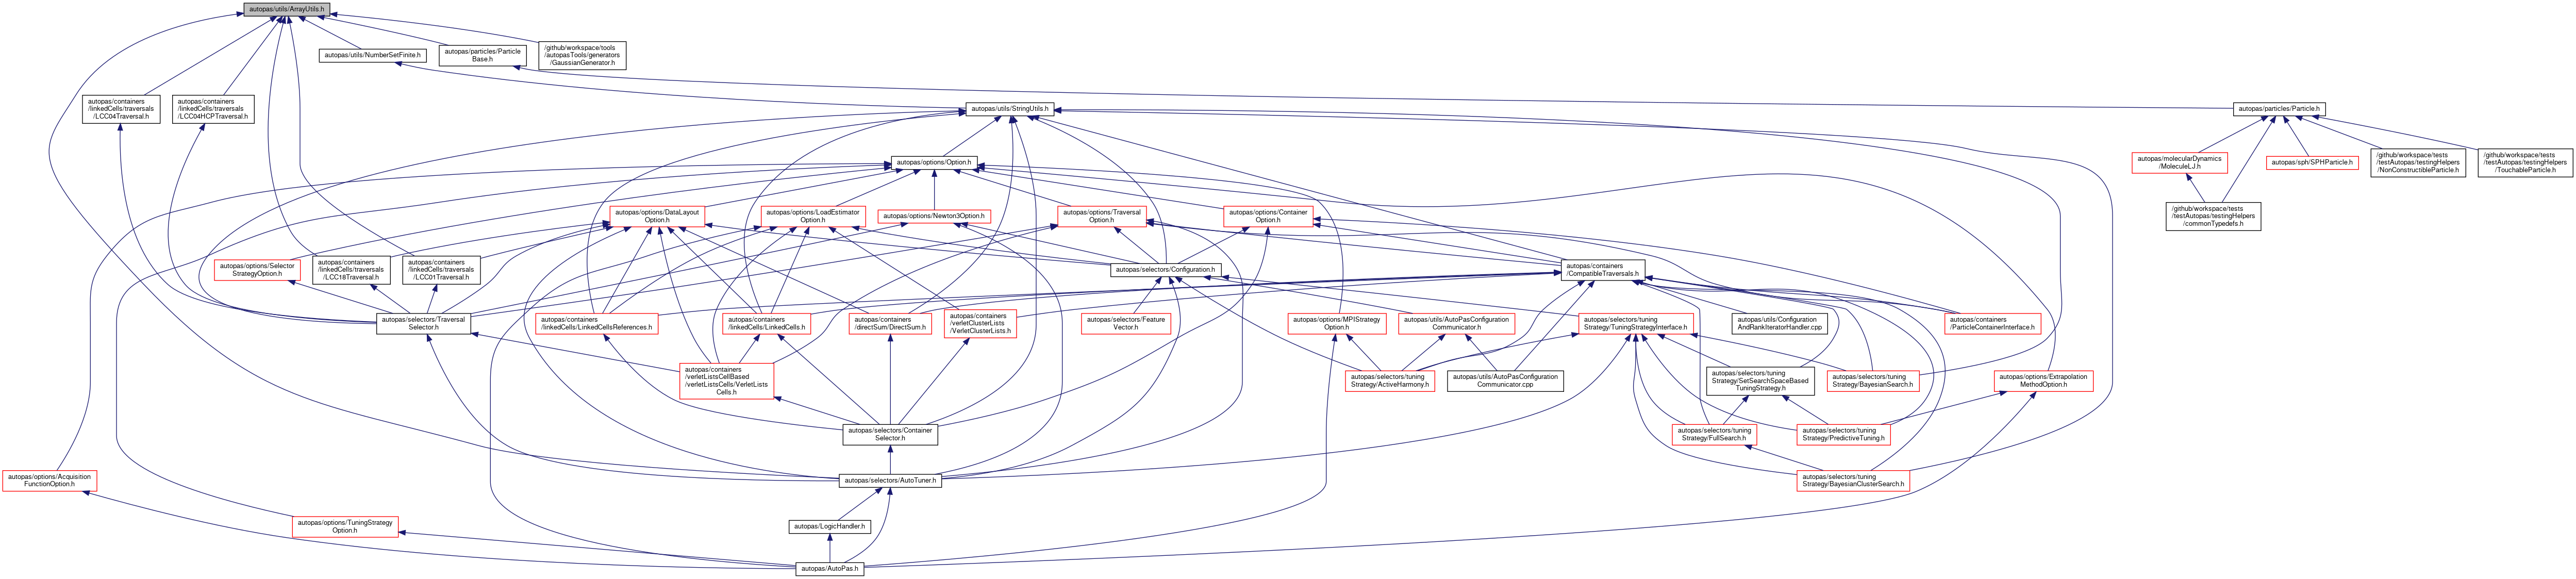 autopas/utils/ArrayUtils.h
autopas/utils/NumberSetFinite.h
autopas/particles/Particle
Base.h
/github/workspace/tools
/autopasTools/generators
/GaussianGenerator.h
autopas/containers
/linkedCells/traversals
/LCC04Traversal.h
autopas/containers
/linkedCells/traversals
/LCC04HCPTraversal.h
autopas/utils/StringUtils.h
autopas/particles/Particle.h
autopas/options/Option.h
autopas/molecularDynamics
/MoleculeLJ.h
autopas/sph/SPHParticle.h
/github/workspace/tests
/testAutopas/testingHelpers
/NonConstructibleParticle.h
/github/workspace/tests
/testAutopas/testingHelpers
/TouchableParticle.h
autopas/options/DataLayout
Option.h
autopas/options/LoadEstimator
Option.h
autopas/options/Newton3Option.h
autopas/options/Traversal
Option.h
autopas/options/Container
Option.h
/github/workspace/tests
/testAutopas/testingHelpers
/commonTypedefs.h
autopas/options/Selector
StrategyOption.h
autopas/containers
/linkedCells/traversals
/LCC18Traversal.h
autopas/containers
/linkedCells/traversals
/LCC01Traversal.h
autopas/selectors/Configuration.h
autopas/containers
/CompatibleTraversals.h
autopas/selectors/Traversal
Selector.h
autopas/containers
/linkedCells/LinkedCellsReferences.h
autopas/containers
/linkedCells/LinkedCells.h
autopas/containers
/directSum/DirectSum.h
autopas/containers
/verletClusterLists
/VerletClusterLists.h
autopas/selectors/Feature
Vector.h
autopas/options/MPIStrategy
Option.h
autopas/utils/AutoPasConfiguration
Communicator.h
autopas/selectors/tuning
Strategy/TuningStrategyInterface.h
autopas/utils/Configuration
AndRankIteratorHandler.cpp
autopas/containers
/ParticleContainerInterface.h
autopas/containers
/verletListsCellBased
/verletListsCells/VerletLists
Cells.h
autopas/selectors/tuning
Strategy/ActiveHarmony.h
autopas/utils/AutoPasConfiguration
Communicator.cpp
autopas/selectors/tuning
Strategy/SetSearchSpaceBased
TuningStrategy.h
autopas/selectors/tuning
Strategy/BayesianSearch.h
autopas/options/Extrapolation
MethodOption.h
autopas/selectors/Container
Selector.h
autopas/selectors/tuning
Strategy/FullSearch.h
autopas/selectors/tuning
Strategy/PredictiveTuning.h
autopas/options/Acquisition
FunctionOption.h
autopas/selectors/AutoTuner.h
autopas/selectors/tuning
Strategy/BayesianClusterSearch.h
autopas/options/TuningStrategy
Option.h
autopas/LogicHandler.h
autopas/AutoPas.h